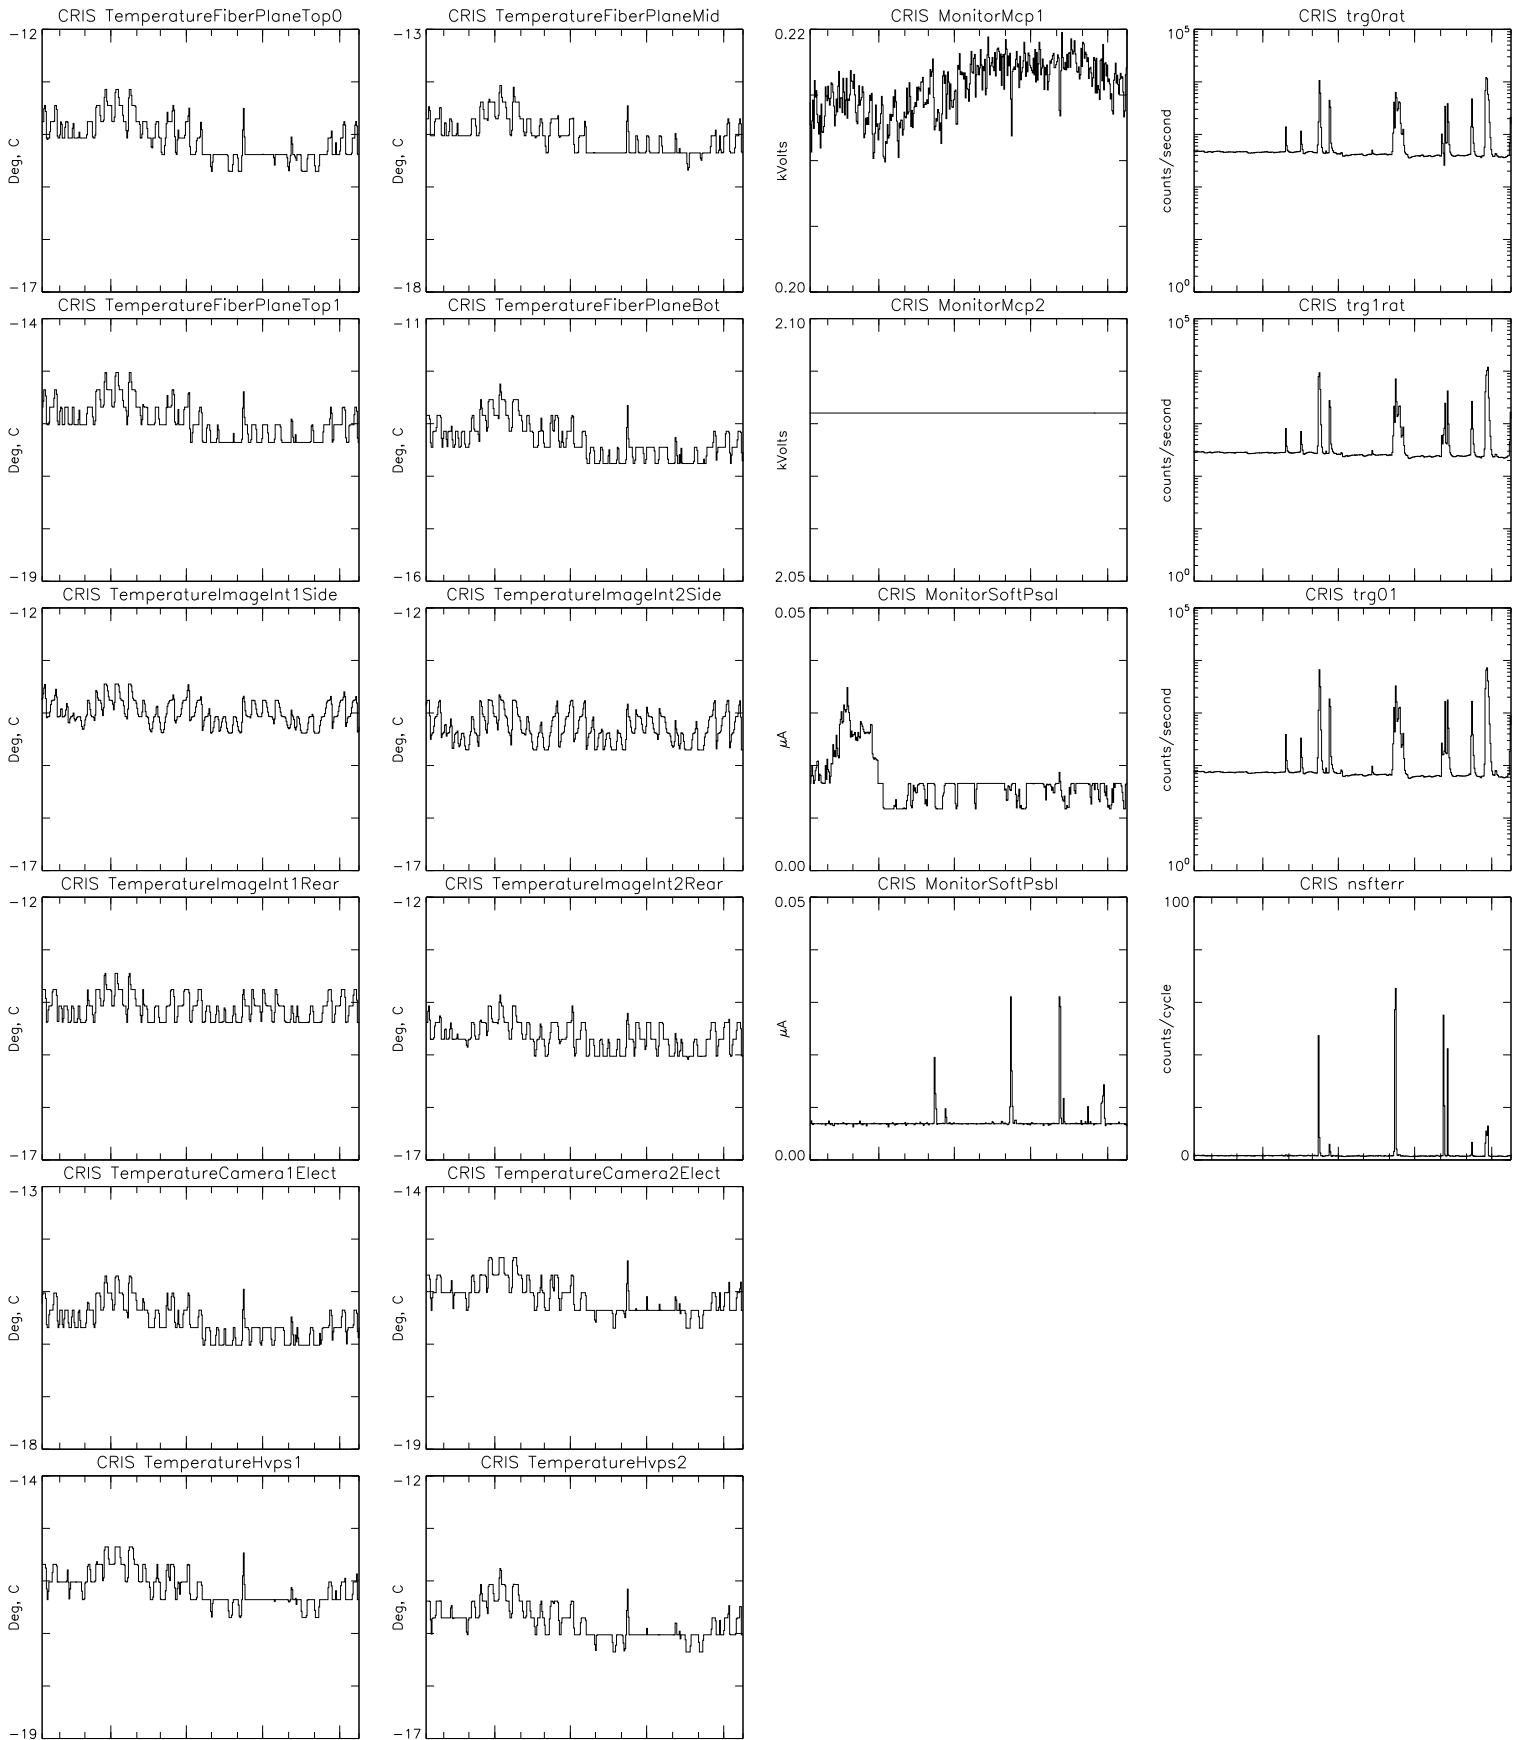 CRIS TemperatureFiberPlaneTop0
-12
Deg, C
-17
CRIS TemperatureFiberPlaneMid
-13
Deg, C
-18
CRIS MonitorMcp1
0.22
kVolts
0.20
CRIS trg0rat
10^5
counts/second
10^0
CRIS TemperatureFiberPlaneTop1
-14
Deg, C
-19
CRIS TemperatureFiberPlaneBot
-11
Deg, C
-16
CRIS MonitorMcp2
2.10
kVolts
2.05
CRIS trg1rat
10^5
counts/second
10^0
CRIS TemperatureImageInt1Side
-12
Deg, C
-17
CRIS TemperatureImageInt2Side
-12
Deg, C
-17
CRIS MonitorSoftPsaI
0.05
μA
0.00
CRIS trg01
10^5
counts/second
10^0
CRIS TemperatureImageInt1Rear
-12
Deg, C
-17
CRIS TemperatureImageInt2Rear
-12
Deg, C
-17
CRIS MonitorSoftPsbI
0.05
μA
0.00
CRIS nsfterr
100
counts/cycle
0
CRIS TemperatureCamera1Elect
-13
Deg, C
-18
CRIS TemperatureCamera2Elect
-14
Deg, C
-19
CRIS TemperatureHvps1
-14
Deg, C
-19
CRIS TemperatureHvps2
-12
Deg, C
-17